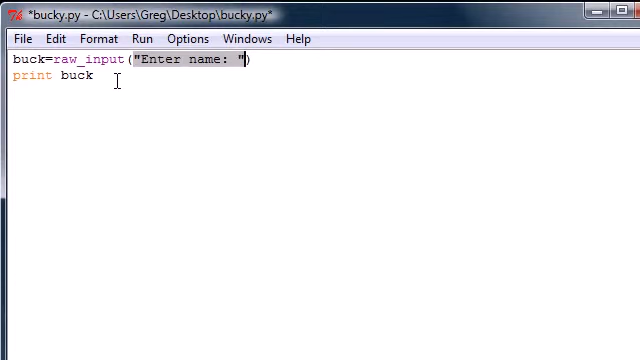 *bucky.py - C:\Users\Greg\Desktop\bucky.py*
File Edit Format Run Options Windows Help
buck=raw_input("Enter name: ")
print buck